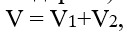 V = V1+V2,